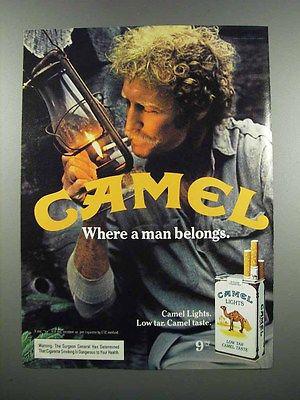 CAMEL
Where a man belongs.
Camel Lights.
Low tar. Camel taste.
CAMEL
LIGHTS
LOW TAR
CAMEL TASTE
9
Warning: The Surgeon General Has Determined
That Cigarette Smoking Is Dangerous to Your Health.